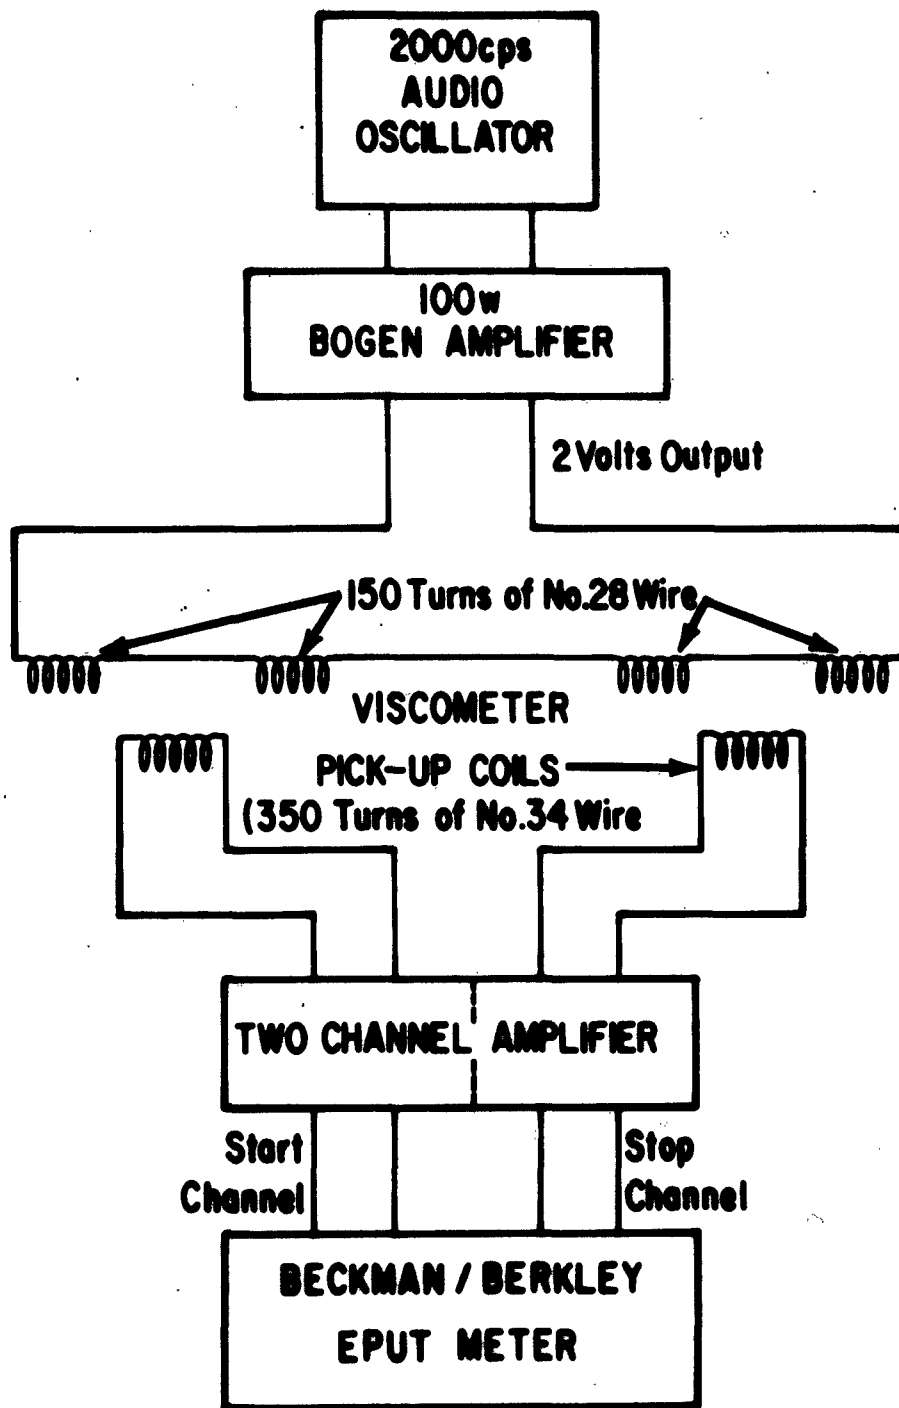 2000cps
AUDIO
OSCILLATOR
100w
BOGEN AMPLIFIER
2 Volts Output
150 Turns of No.28 Wire
VISCOMETER
PICK-UP COILS
(350 Turns of No.34 Wire
TWO CHANNEL AMPLIFIER
Start
Channel
Stop
Channel
BECKMAN / BERKLEY
EPUT METER